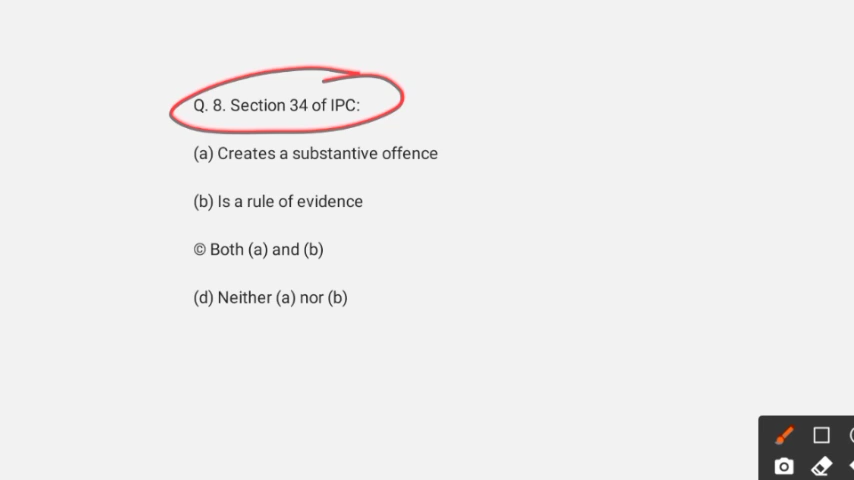 Q. 8. Section 34 of IPC:
(a) Creates a substantive offence
(b) Is a rule of evidence
© Both (a) and (b)
(d) Neither (a) nor (b)